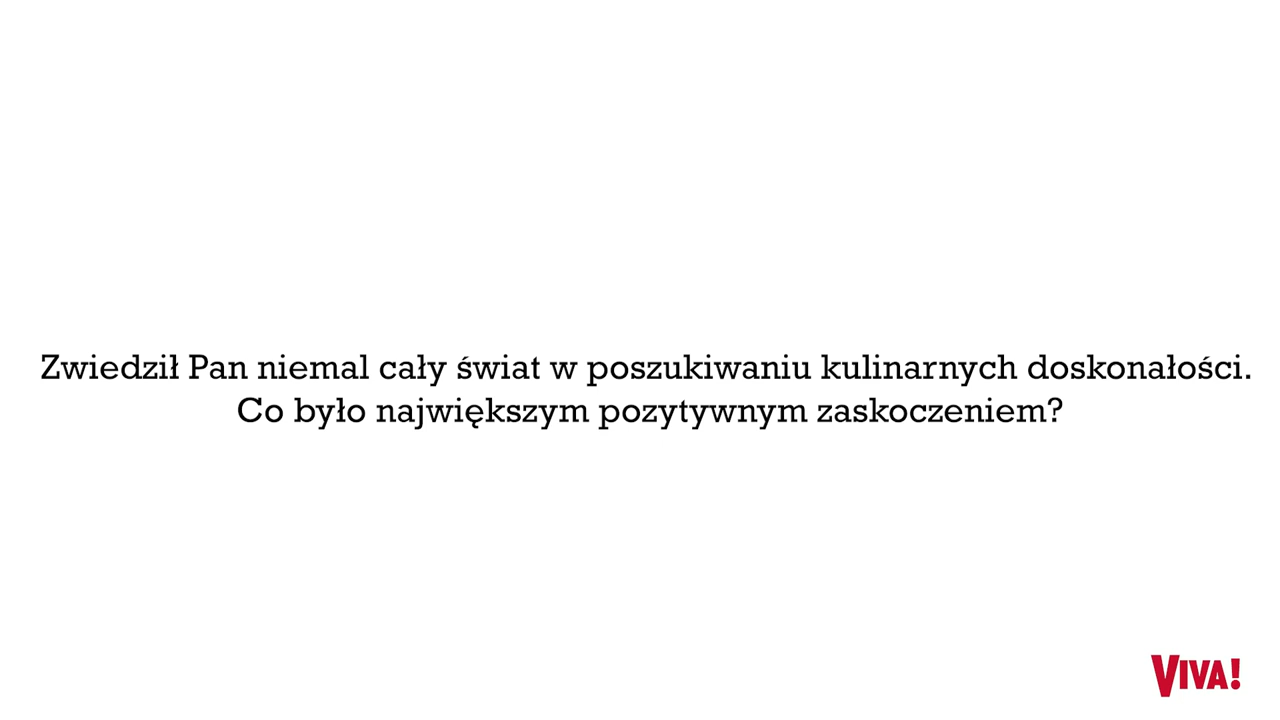 Zwiedził Pan niemal cały świat w poszukiwaniu kulinarnych doskonałości.
Co było największym pozytywnym zaskoczeniem?
VIVA!